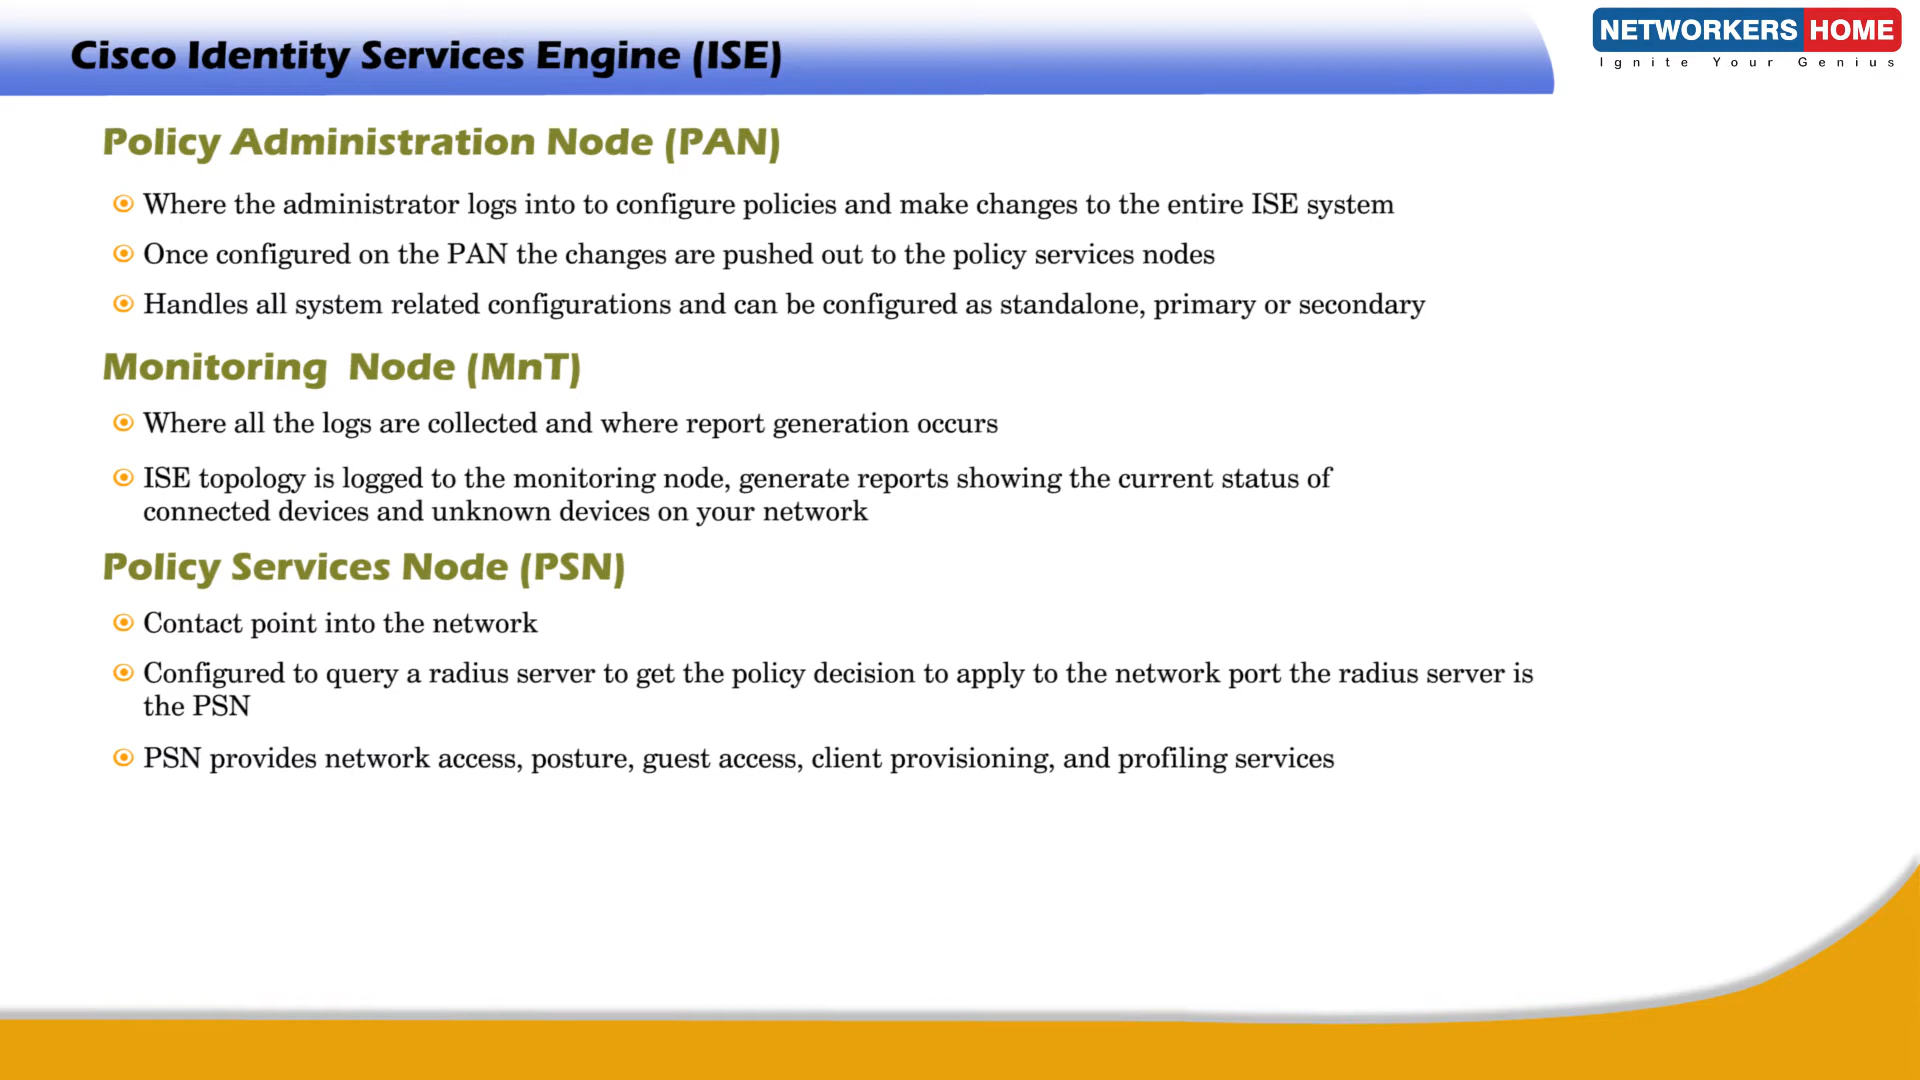 Cisco Identity Services Engine (ISE)
NETWORKERS HOME
Ignite Your Genius
Policy Administration Node (PAN)
Where the administrator logs into to configure policies and make changes to the entire ISE system
Once configured on the PAN the changes are pushed out to the policy services nodes
Handles all system related configurations and can be configured as standalone, primary or secondary
Monitoring Node (MnT)
Where all the logs are collected and where report generation occurs
ISE topology is logged to the monitoring node, generate reports showing the current status of
connected devices and unknown devices on your network
Policy Services Node (PSN)
Contact point into the network
Configured to query a radius server to get the policy decision to apply to the network port the radius server is
the PSN
PSN provides network access, posture, guest access, client provisioning, and profiling services